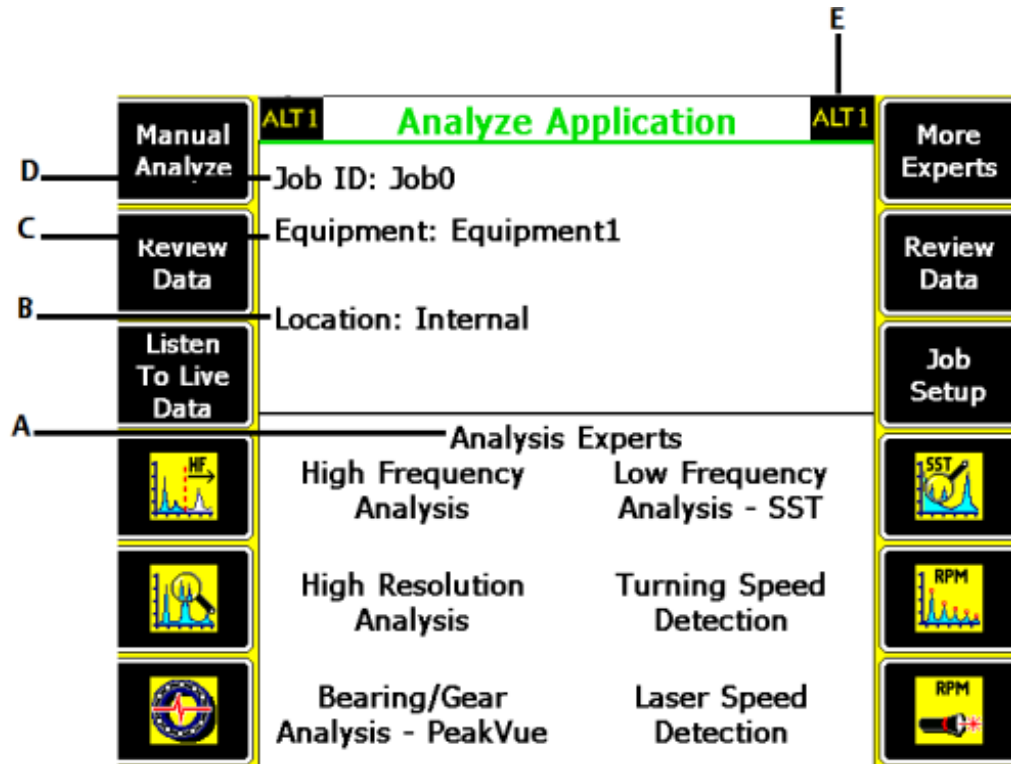 E
Manual
Analyze
ALT1
Analyze Application
ALT1
More
Experts
D
Job ID: Job0
C
Review
Data
Equipment: Equipment1
Review
Data
B
Location: Internal
Listen
To Live
Data
Job
Setup
A
Analysis Experts
HF
High Frequency
Analysis
Low Frequency
Analysis - SST
SST
High Resolution
Analysis
Turning Speed
Detection
RPM
Bearing/Gear
Analysis - PeakVue
Laser Speed
Detection
RPM